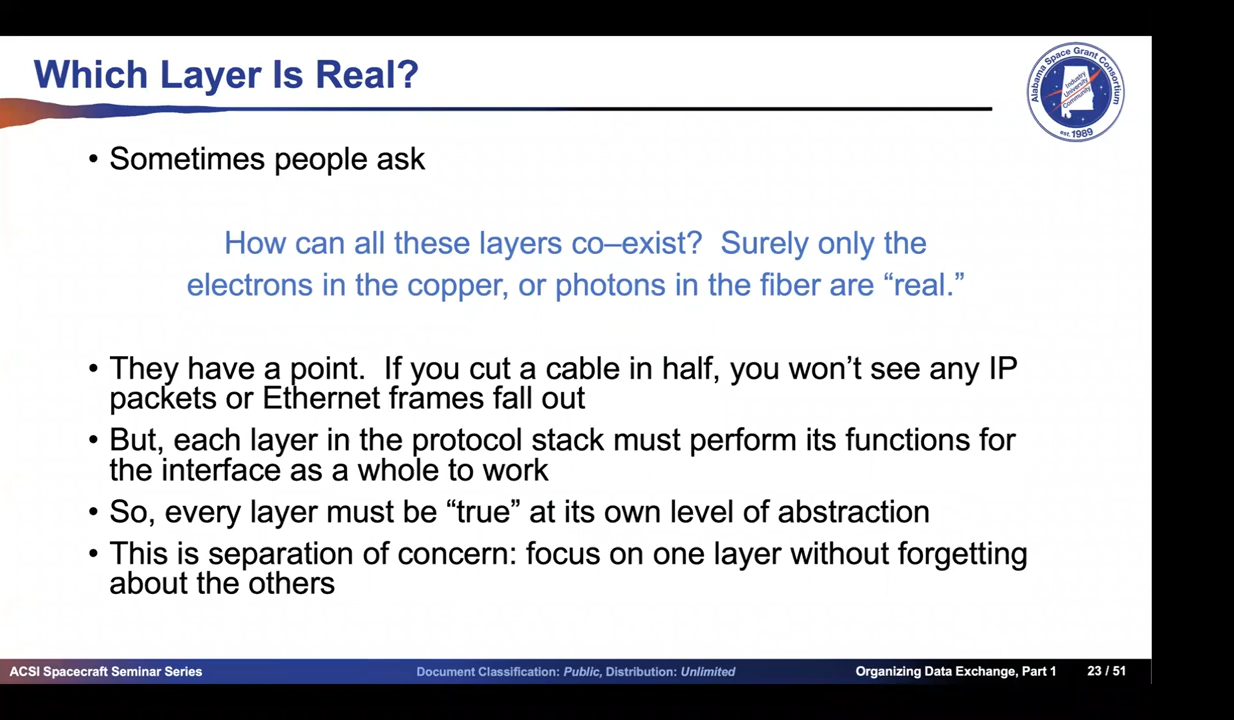 Which Layer Is Real?
Alabama Space Grant Consortium
Industry
University
Community
est. 1989
• Sometimes people ask
How can all these layers co–exist?  Surely only the
electrons in the copper, or photons in the fiber are “real.”
• They have a point.  If you cut a cable in half, you won’t see any IP
packets or Ethernet frames fall out
• But, each layer in the protocol stack must perform its functions for
the interface as a whole to work
• So, every layer must be “true” at its own level of abstraction
• This is separation of concern: focus on one layer without forgetting
about the others
ACSI Spacecraft Seminar Series
Document Classification: Public, Distribution: Unlimited
Organizing Data Exchange, Part 1
23 / 51